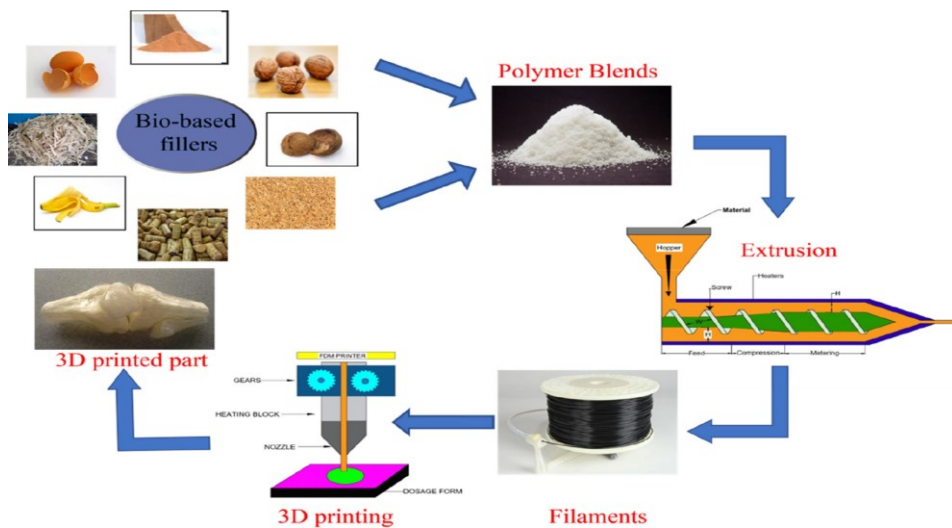 Bio-based
fillers
Polymer Blends
Material
Hopper
Extrusion
Heaters
Screw
H
Feed
Compression
Metering
3D printed part
FDM PRINTER
GEARS
HEATING BLOCK
NOZZLE
DOSAGE FORM
3D printing
Filaments